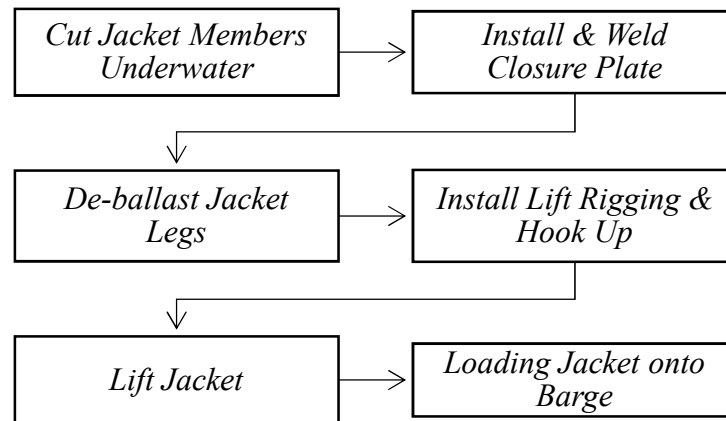 Cut Jacket Members
Underwater
Install & Weld
Closure Plate
De-ballast Jacket
Legs
Install Lift Rigging &
Hook Up
Lift Jacket
Loading Jacket onto
Barge